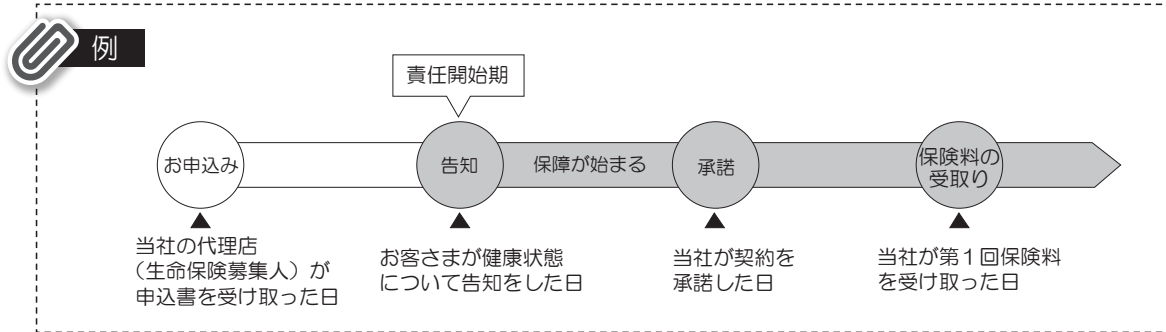 例
責任開始期
お申込み
告知
保障が始まる
承諾
保険料の
受取り
当社の代理店
（生命保険募集人）が
申込書を受け取った日
お客さまが健康状態
について告知をした日
当社が契約を
承諾した日
当社が第１回保険料
を受け取った日